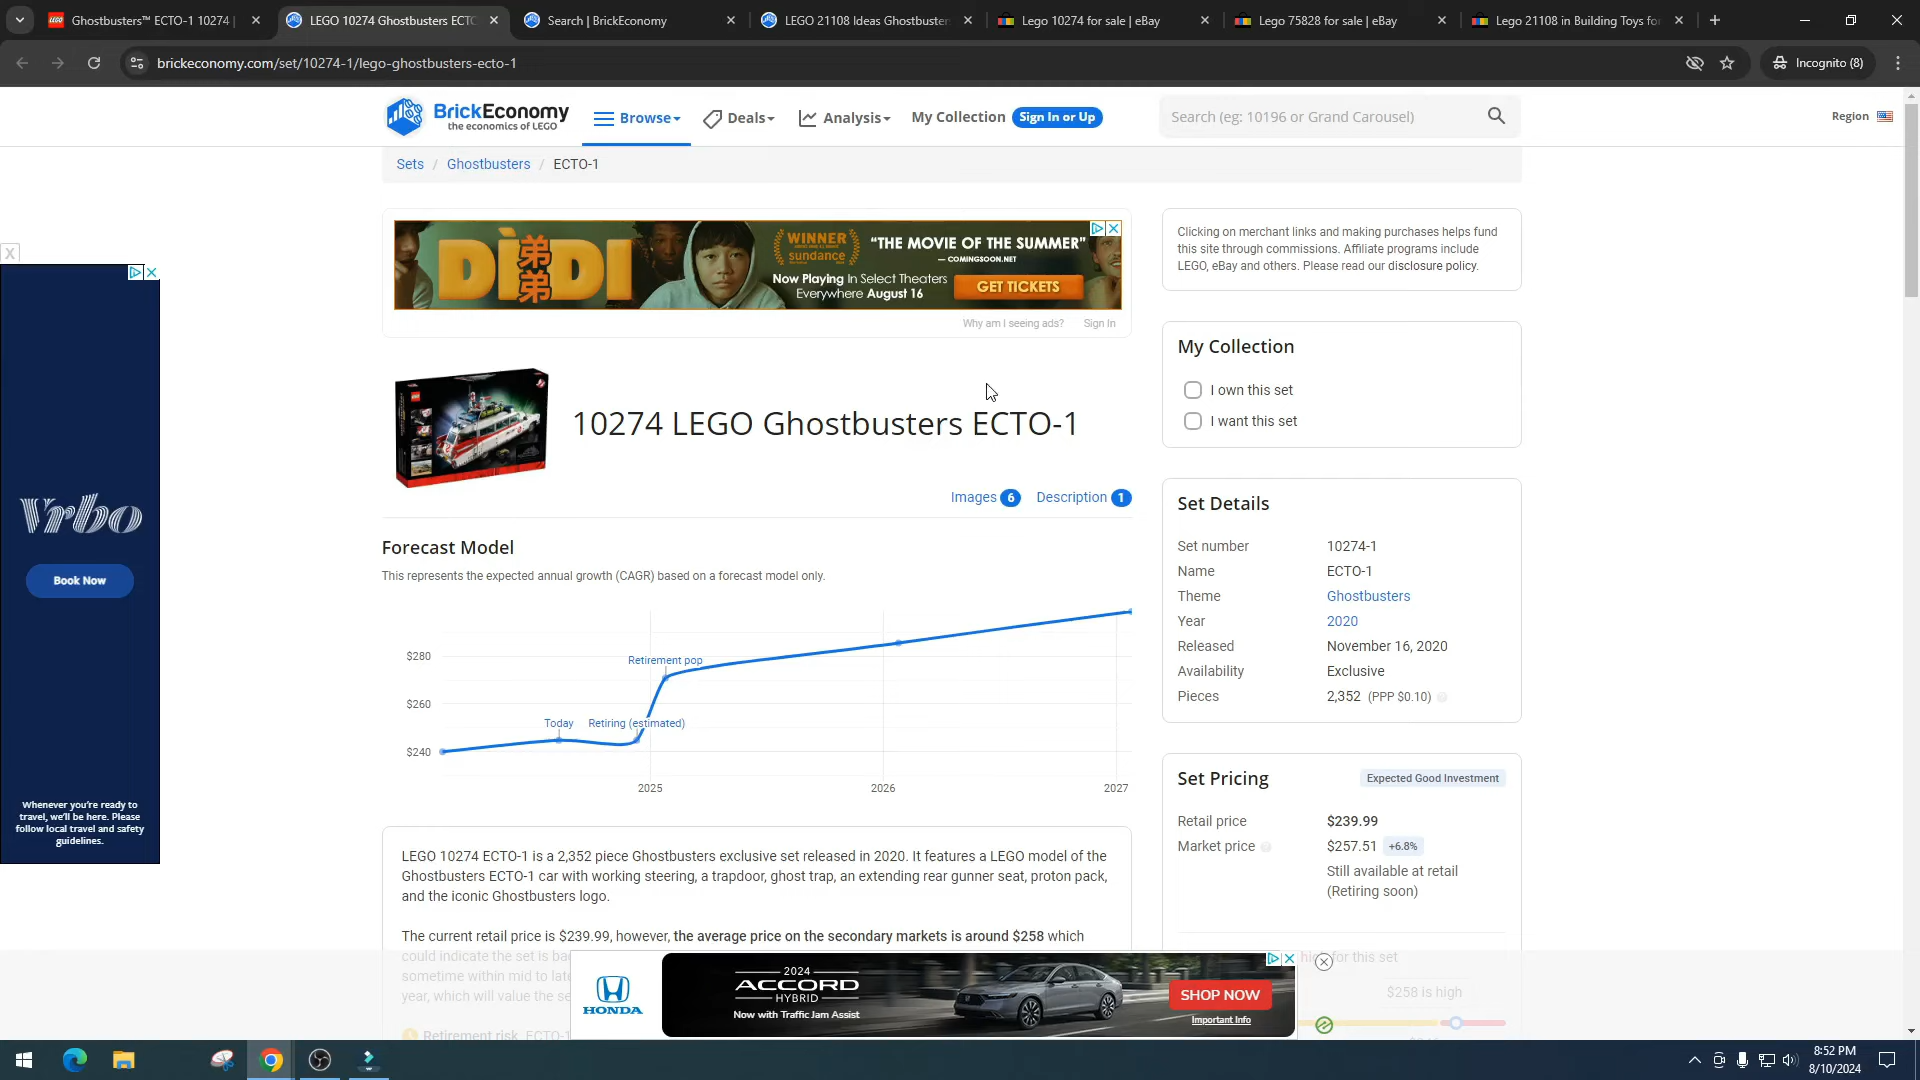 Ghostbusters™ ECTO-1 10274 |
LEGO 10274 Ghostbusters ECTO
Search | BrickEconomy
LEGO 21108 Ideas Ghostbusters
Lego 10274 for sale | eBay
Lego 75828 for sale | eBay
Lego 21108 in Building Toys for
brickeconomy.com/set/10274-1/lego-ghostbusters-ecto-1
Incognito (8)
BrickEconomy
the economics of LEGO
Browse
Deals
Analysis
My Collection
Sign In or Up
Search (eg: 10196 or Grand Carousel)
Region
Sets / Ghostbusters / ECTO-1
DÌDI
弟弟
WINNER
sundance
"THE MOVIE OF THE SUMMER"
— COMINGSOON.NET
Now Playing In Select Theaters
Everywhere August 16
GET TICKETS
Why am I seeing ads?
Sign In
Clicking on merchant links and making purchases helps fund
this site through commissions. Affiliate programs include
LEGO, eBay and others. Please read our disclosure policy.
X
Vrbo
Book Now
Whenever you're ready to
travel, we'll be here. Please
follow local travel and safety
guidelines.
10274 LEGO Ghostbusters ECTO-1
Images 6
Description 1
My Collection
I own this set
I want this set
Forecast Model
This represents the expected annual growth (CAGR) based on a forecast model only.
$280
$260
$240
Retirement pop
Today
Retiring (estimated)
2025
2026
2027
Set Details
Set number 10274-1
Name ECTO-1
Theme Ghostbusters
Year 2020
Released November 16, 2020
Availability Exclusive
Pieces 2,352 (PPP $0.10)
Set Pricing
Expected Good Investment
Retail price $239.99
Market price $257.51 +6.8%
Still available at retail
(Retiring soon)
LEGO 10274 ECTO-1 is a 2,352 piece Ghostbusters exclusive set released in 2020. It features a LEGO model of the
Ghostbusters ECTO-1 car with working steering, a trapdoor, ghost trap, an extending rear gunner seat, proton pack,
and the iconic Ghostbusters logo.
The current retail price is $239.99, however, the average price on the secondary markets is around $258 which
could indicate the set is
sometime within mid to
year, which will value the
Retirement risk
for this set
$258 is high
HONDA
2024
ACCORD
HYBRID
Now with Traffic Jam Assist
SHOP NOW
Important Info
8:52 PM
8/10/2024